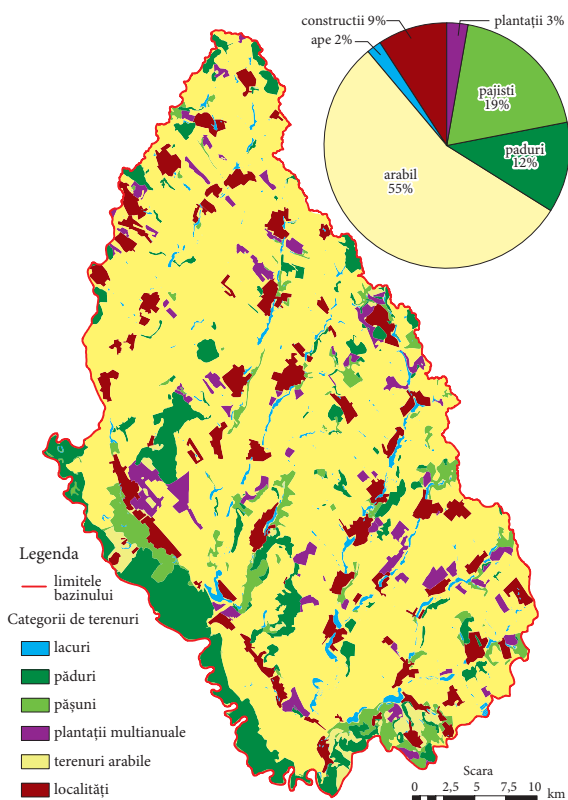 constructii 9%
plantații 3%
ape 2%
pajisti
19%
paduri
12%
arabil
55%
Legenda
limitele
bazinului
Categorii de terenuri
lacuri
păduri
pășuni
plantații multianuale
terenuri arabile
localități
Scara
0 2,5 5 7,5 10
km